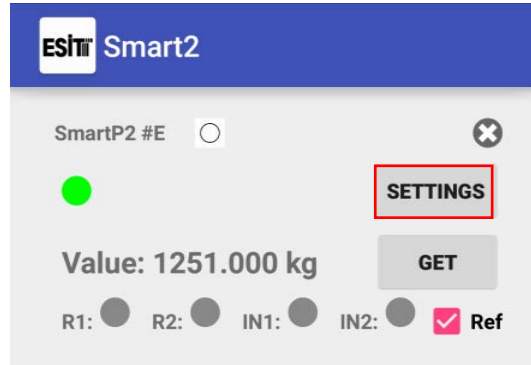 ESiT Smart2
SmartP2 #E
SETTINGS
Value: 1251.000 kg GET
R1: R2: IN1: IN2: Ref